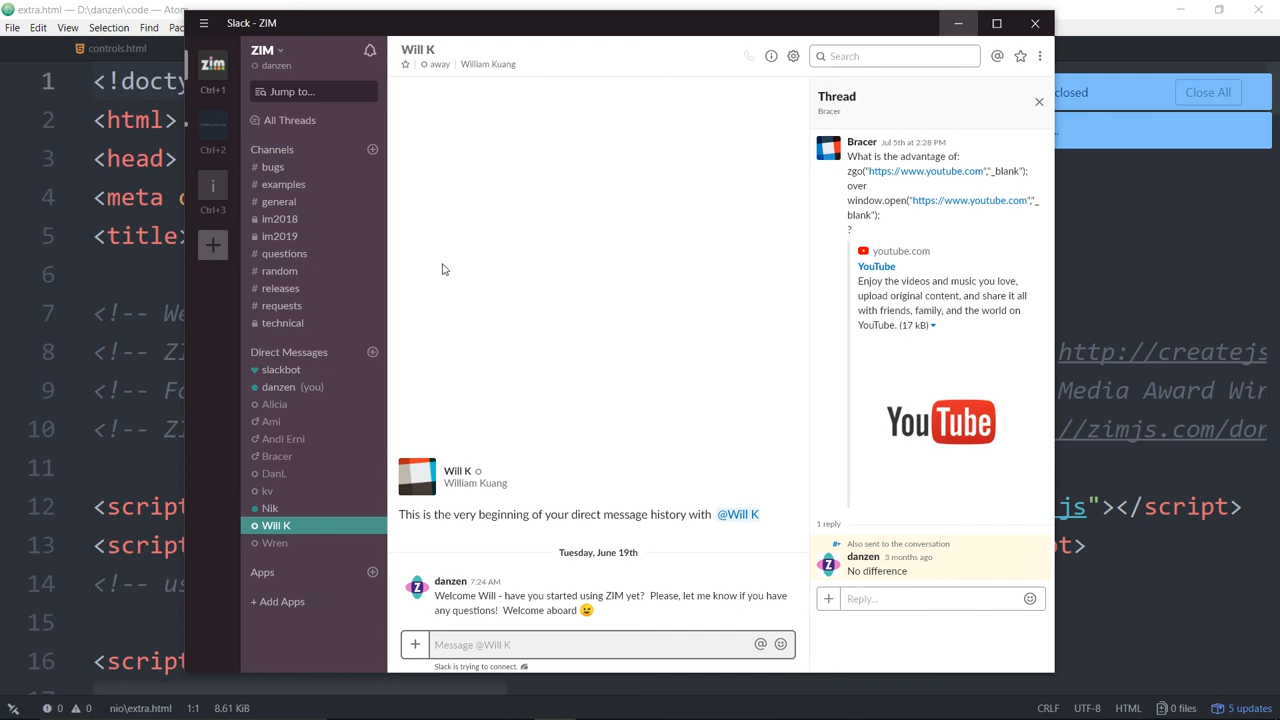 extra.html — D:\danzen\code — Atom
File Edit View Selection
Slack - ZIM
controls.html
zim
Ctrl+1
Ctrl+2
i
Ctrl+3
+
ZIM
danzen
Jump to...
All Threads
Channels
# bugs
# examples
# general
im2018
im2019
# questions
# random
# releases
# requests
technical
Direct Messages
slackbot
danzen (you)
Alicia
Ami
Andi Erni
Bracer
DanL
kv
Nik
Will K
Wren
Apps
+ Add Apps
Will K
away | William Kuang
Search
Will K
William Kuang
This is the very beginning of your direct message history with @Will K
Tuesday, June 19th
danzen 7:24 AM
Welcome Will - have you started using ZIM yet? Please, let me know if you have
any questions! Welcome aboard 😉
Message @Will K
Slack is trying to connect.
Thread
Bracer
Bracer Jul 5th at 2:28 PM
What is the advantage of:
zgo("https://www.youtube.com","_blank");
over
window.open("https://www.youtube.com","_
blank");
?
youtube.com
YouTube
Enjoy the videos and music you love,
upload original content, and share it all
with friends, family, and the world on
YouTube. (17 kB)
YouTube
1 reply
Also sent to the conversation
danzen 3 months ago
No difference
Reply...
closed
Close All
1 <!docty
2 <html>
3 <head>
4 <meta c
5 <title>
6
7 <!-- We
8 <!-- ZI http://createjs
9 <!-- Fo Media Award Win
10 <!-- ZI //zimjs.com/don
11
12 <script js"></script>
13 <script pt>
14 <!-- us
15
16 <script
17
0 0 D:\danzen\code\nio\extra.html 1:1 8.61 KiB
CRLF UTF-8 HTML 0 files 5 updates